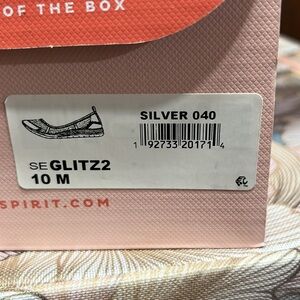 OF THE BOX
SILVER 040
1 92733 20171 4
SE GLITZ2
10 M
SPIRIT.COM